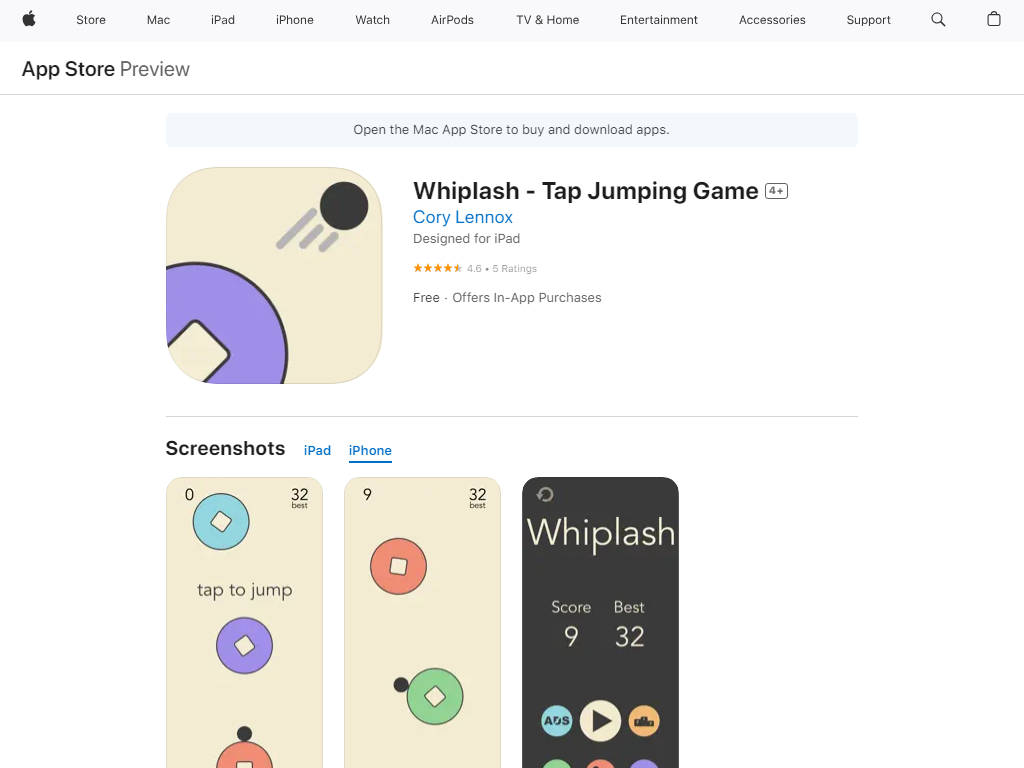 Store Mac iPad iPhone Watch AirPods TV & Home Entertainment Accessories Support
App Store Preview
Open the Mac App Store to buy and download apps.
Whiplash - Tap Jumping Game 4+
Cory Lennox
Designed for iPad
4.6 • 5 Ratings
Free · Offers In-App Purchases
Screenshots iPad iPhone
0 32
best
tap to jump
9 32
best
Whiplash
Score Best
9 32
ADS